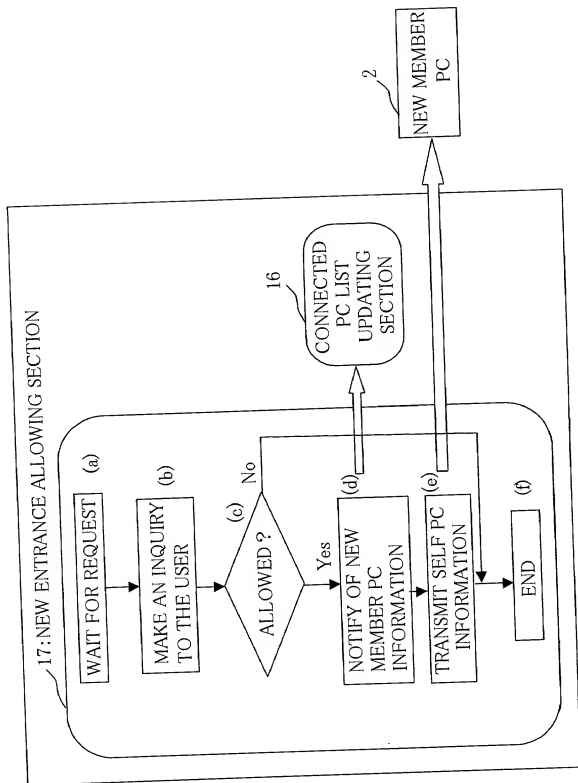 17:NEW ENTRANCE ALLOWING SECTION
WAIT FOR REQUEST
(a)
MAKE AN INQUIRY
TO THE USER
(b)
(c)
ALLOWED ?
No
Yes
NOTIFY OF NEW
MEMBER PC
INFORMATION
(d)
TRANSMIT SELF PC
INFORMATION
(e)
END
(f)
16
CONNECTED
PC LIST
UPDATING
SECTION
2
NEW MEMBER
PC